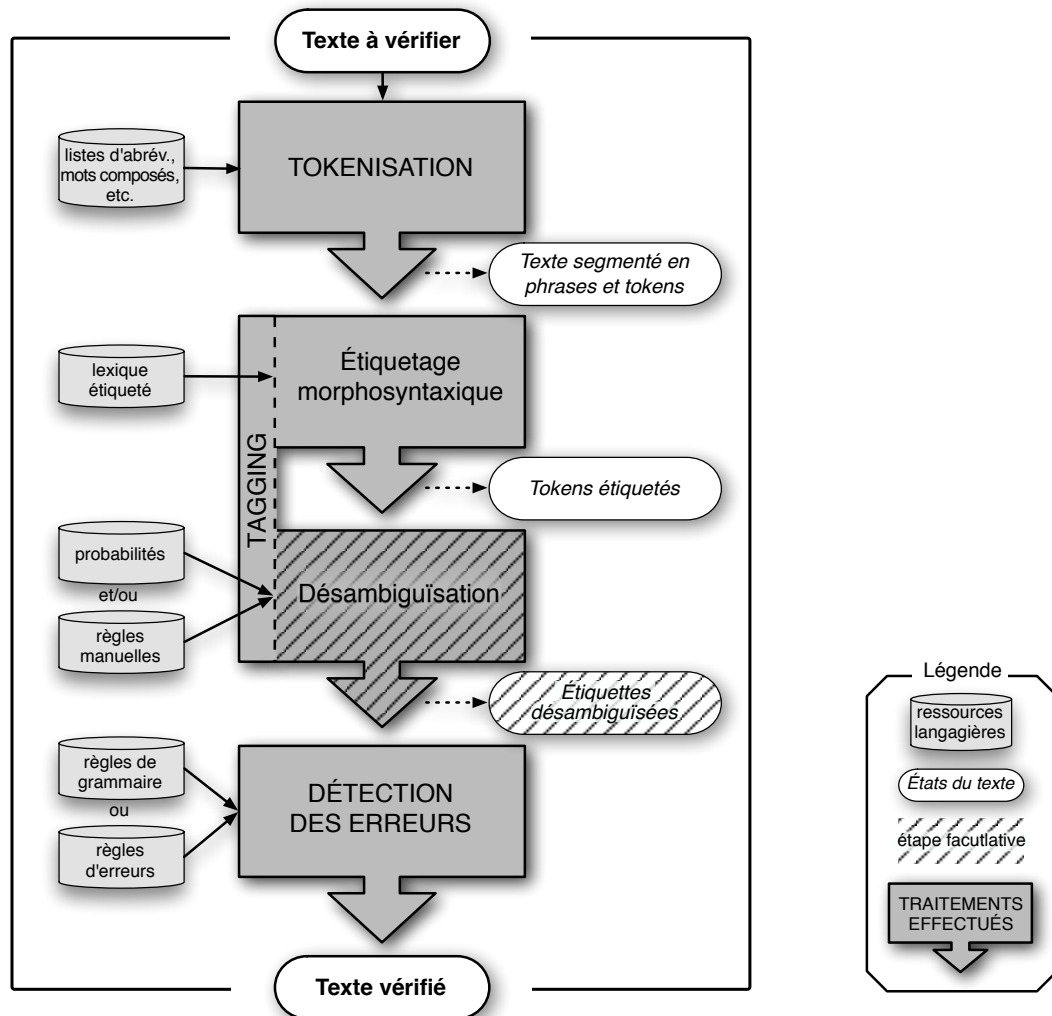 Texte à vérifier
listes d'abrév.,
mots composés,
etc.
TOKENISATION
Texte segmenté en
phrases et tokens
lexique
étiqueté
Étiquetage
morphosyntaxique
TAGGING
Tokens étiquetés
probabilités
et/ou
règles
manuelles
Désambiguïsation
Étiquettes
désambiguïsées
règles de
grammaire
ou
règles
d'erreurs
DÉTECTION
DES ERREURS
Texte vérifié
Légende
ressources
langagières
États du texte
étape facutlative
TRAITEMENTS
EFFECTUÉS